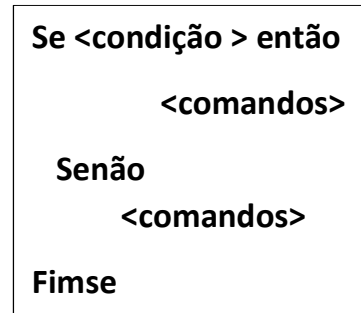 Se <condição > então
<comandos>
Senão
<comandos>
Fimse